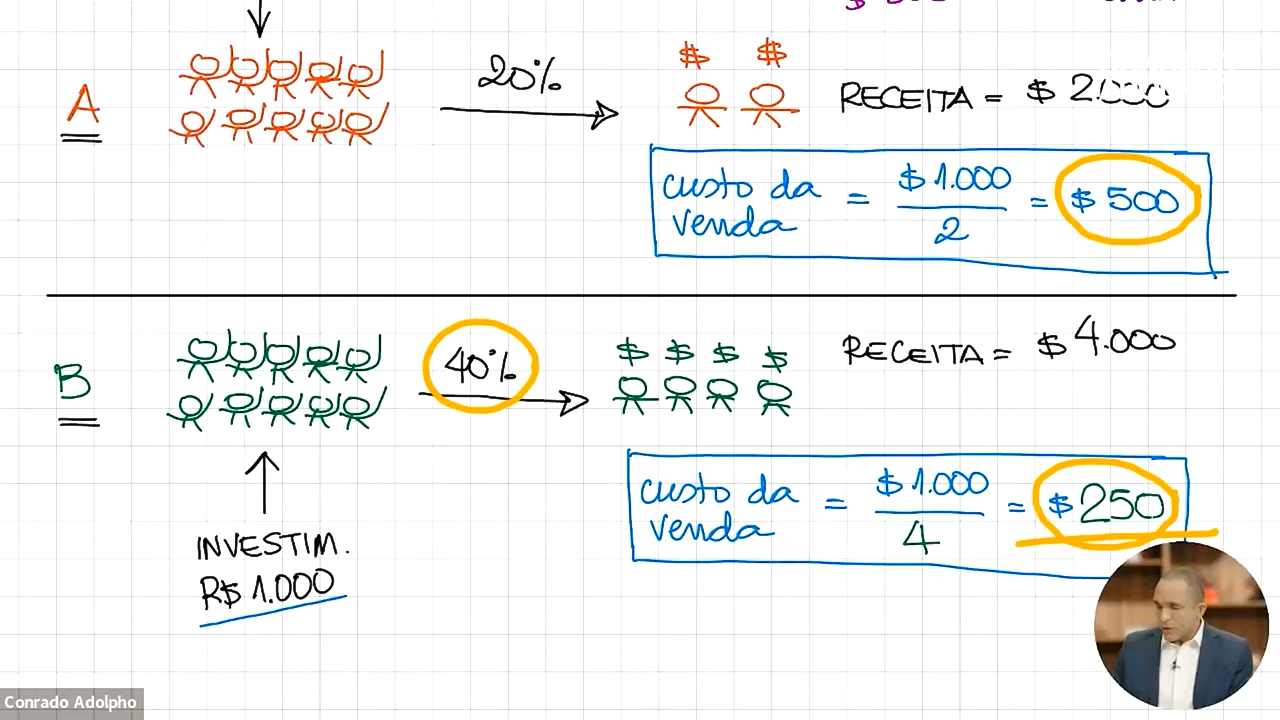 20%
$ $
A
RECEITA = $ 2.000
custo da
venda = $ 1.000 / 2 = $ 500
B
40%
$ $ $ $
RECEITA = $ 4.000
custo da
venda = $ 1.000 / 4 = $ 250
INVESTIM.
R$ 1.000
Conrado Adolpho